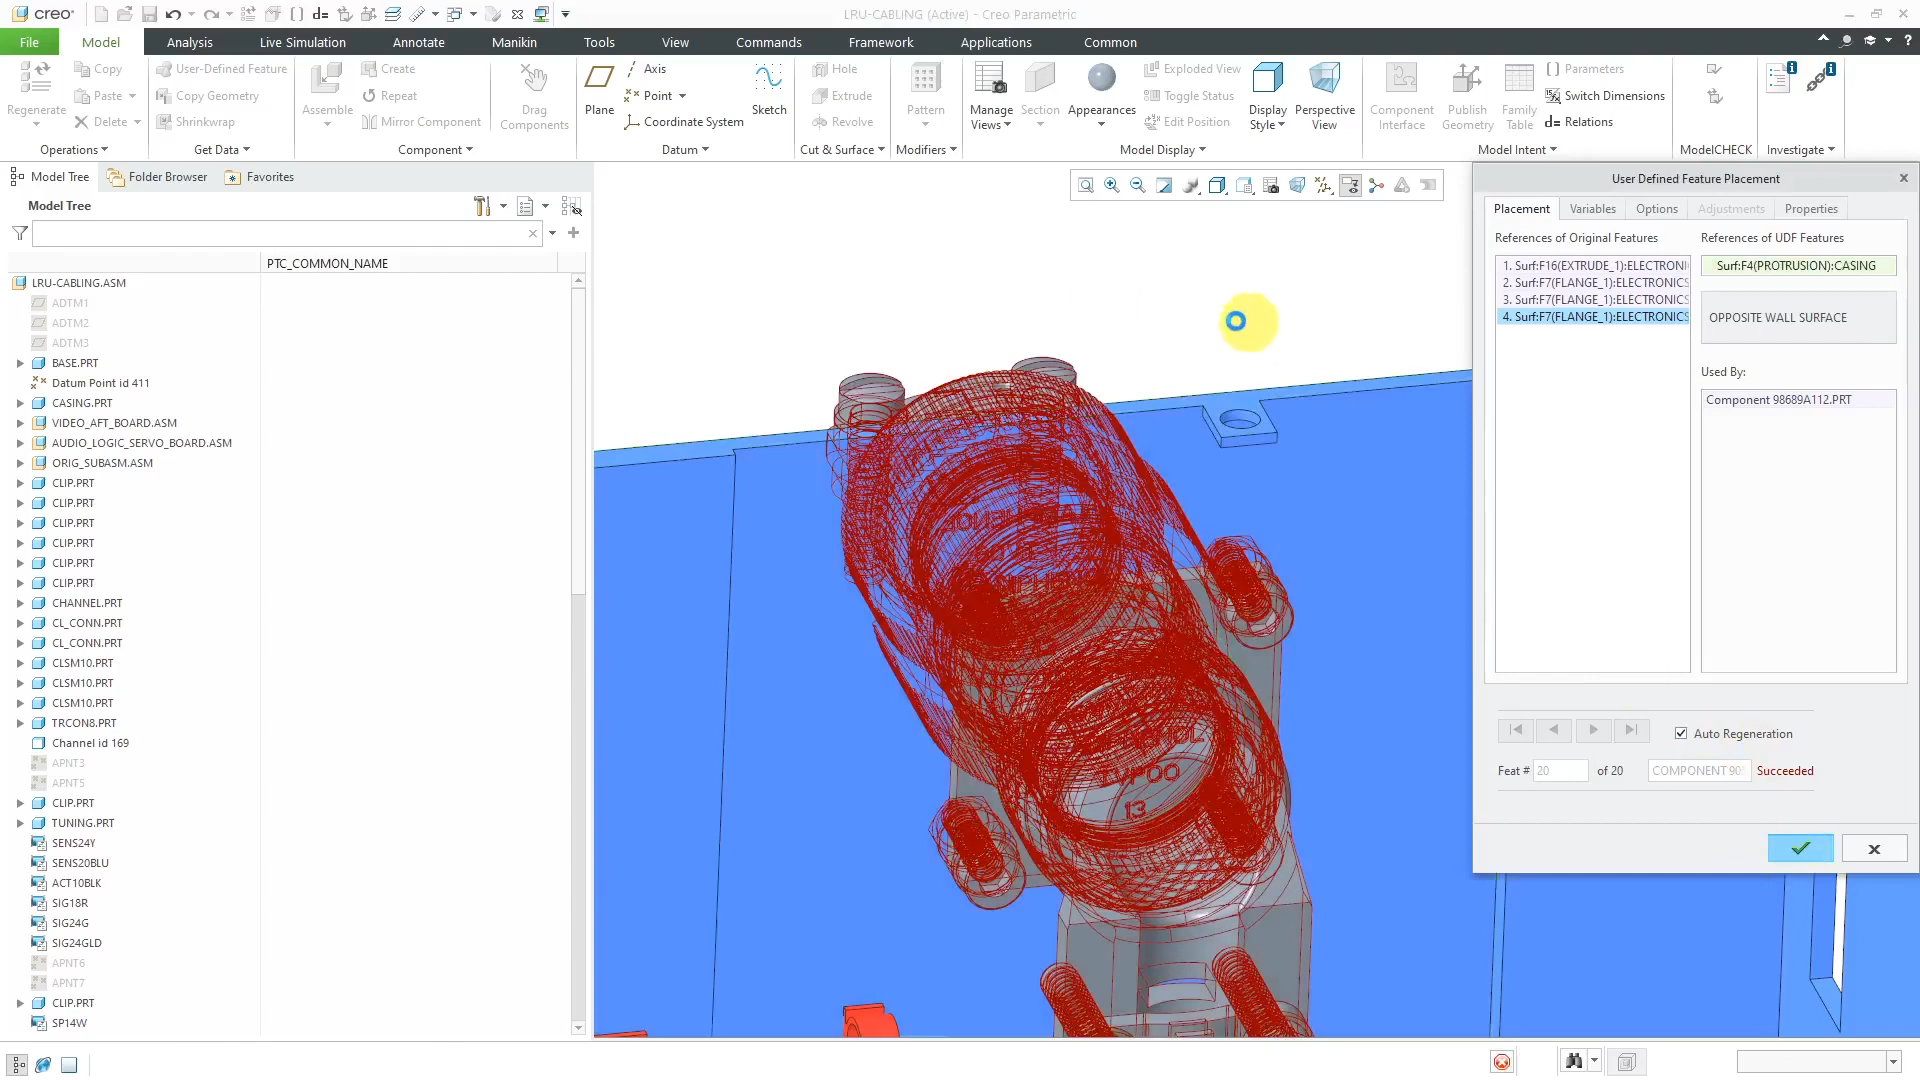 creo
LRU-CABLING (Active) - Creo Parametric
File
Model
Analysis
Live Simulation
Annotate
Manikin
Tools
View
Commands
Framework
Applications
Common
Regenerate
Copy
Paste
Delete
Operations
User-Defined Feature
Copy Geometry
Shrinkwrap
Get Data
Assemble
Create
Repeat
Mirror Component
Drag
Components
Component
Plane
Axis
Point
Coordinate System
Sketch
Datum
Hole
Extrude
Revolve
Cut & Surface
Pattern
Modifiers
Manage
Views
Section
Appearances
Exploded View
Toggle Status
Edit Position
Display
Style
Perspective
View
Model Display
Component
Interface
Publish
Geometry
Family
Table
Parameters
Switch Dimensions
d= Relations
Model Intent
ModelCHECK
Investigate
Model Tree
Folder Browser
Favorites
Model Tree
PTC_COMMON_NAME
LRU-CABLING.ASM
ADTM1
ADTM2
ADTM3
BASE.PRT
Datum Point id 411
CASING.PRT
VIDEO_AFT_BOARD.ASM
AUDIO_LOGIC_SERVO_BOARD.ASM
ORIG_SUBASM.ASM
CLIP.PRT
CLIP.PRT
CLIP.PRT
CLIP.PRT
CLIP.PRT
CLIP.PRT
CHANNEL.PRT
CL_CONN.PRT
CL_CONN.PRT
CLSM10.PRT
CLSM10.PRT
CLSM10.PRT
TRCON8.PRT
Channel id 169
APNT3
APNT5
CLIP.PRT
TUNING.PRT
SENS24Y
SENS20BLU
ACT10BLK
SIG18R
SIG24G
SIG24GLD
APNT6
APNT7
CLIP.PRT
SP14W
13
User Defined Feature Placement
Placement
Variables
Options
Adjustments
Properties
References of Original Features
1. Surf:F16(EXTRUDE_1):ELECTRONI
2. Surf:F7(FLANGE_1):ELECTRONICS
3. Surf:F7(FLANGE_1):ELECTRONICS
4. Surf:F7(FLANGE_1):ELECTRONICS
References of UDF Features
Surf:F4(PROTRUSION):CASING
OPPOSITE WALL SURFACE
Used By:
Component 98689A112.PRT
Auto Regeneration
Feat # 20 of 20
COMPONENT 90
Succeeded